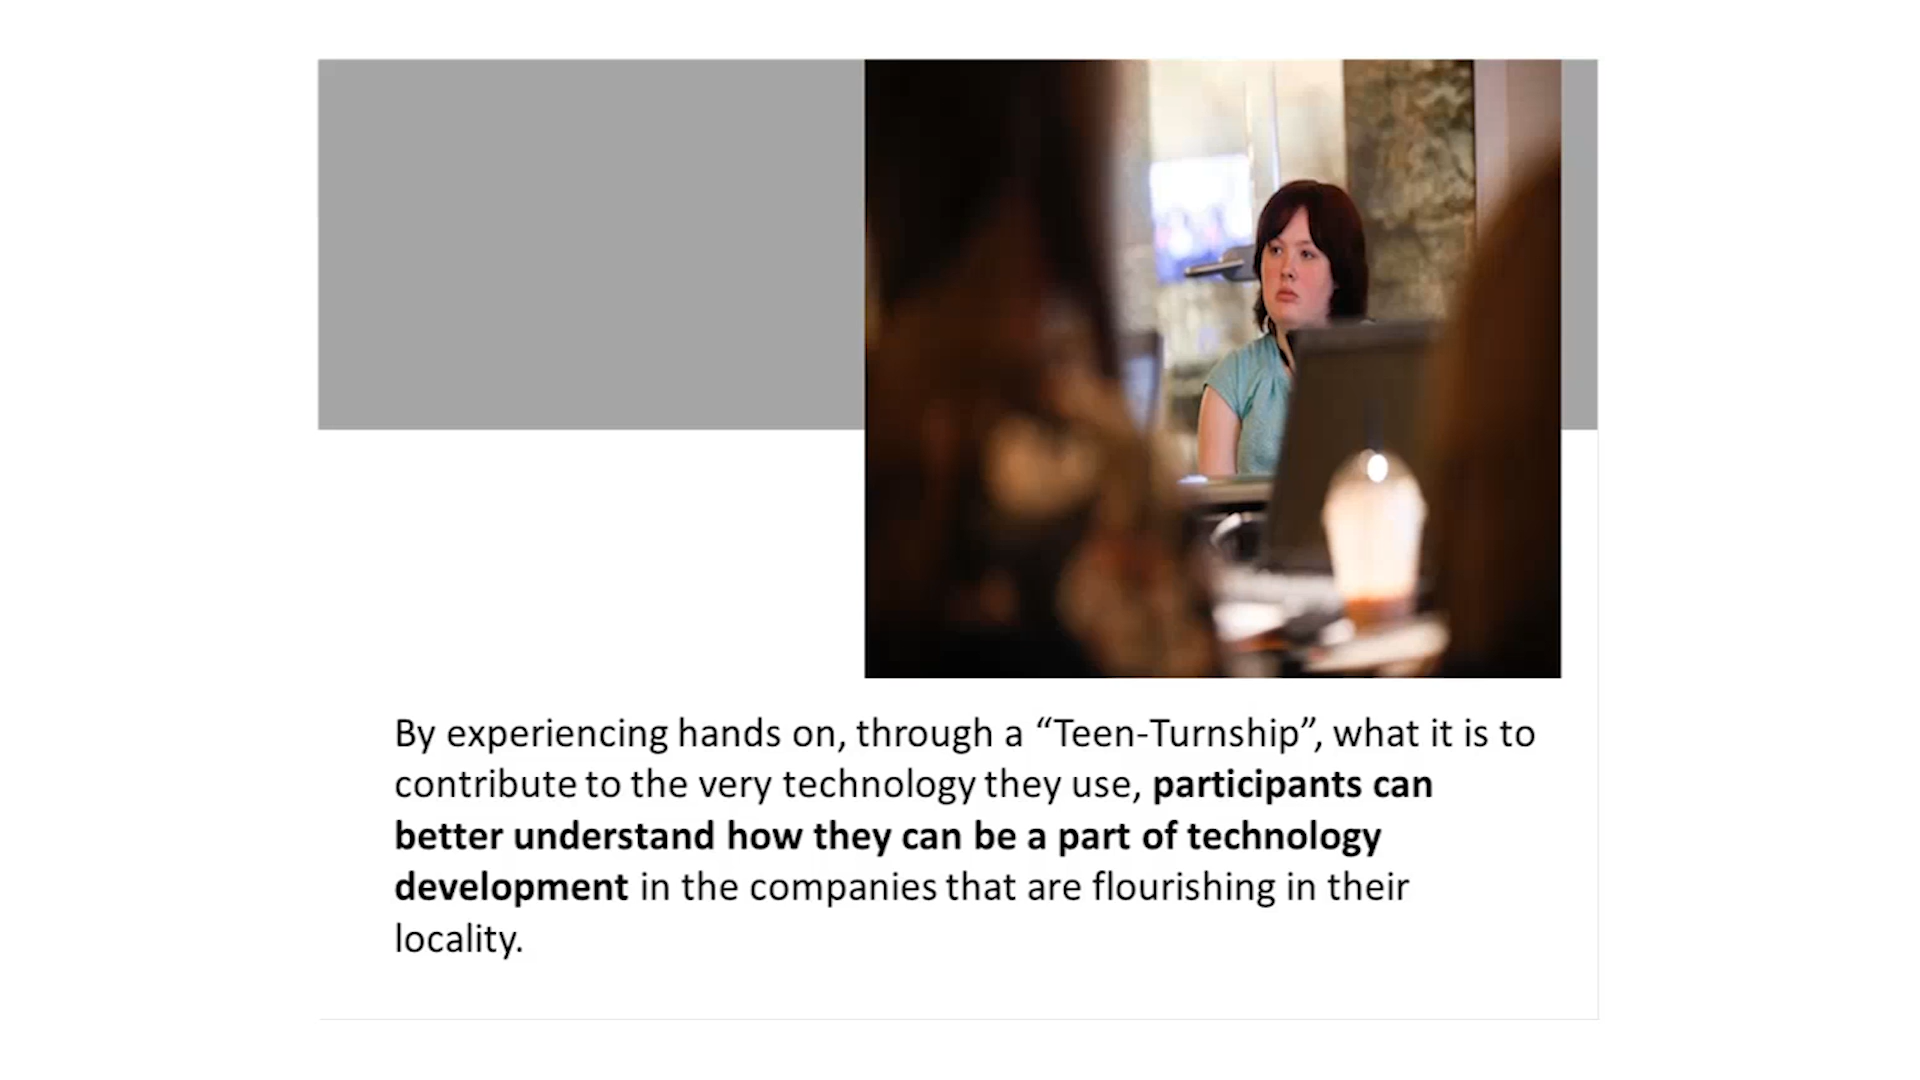 By experiencing hands on, through a “Teen-Turnship”, what it is to
contribute to the very technology they use, participants can
better understand how they can be a part of technology
development in the companies that are flourishing in their
locality.